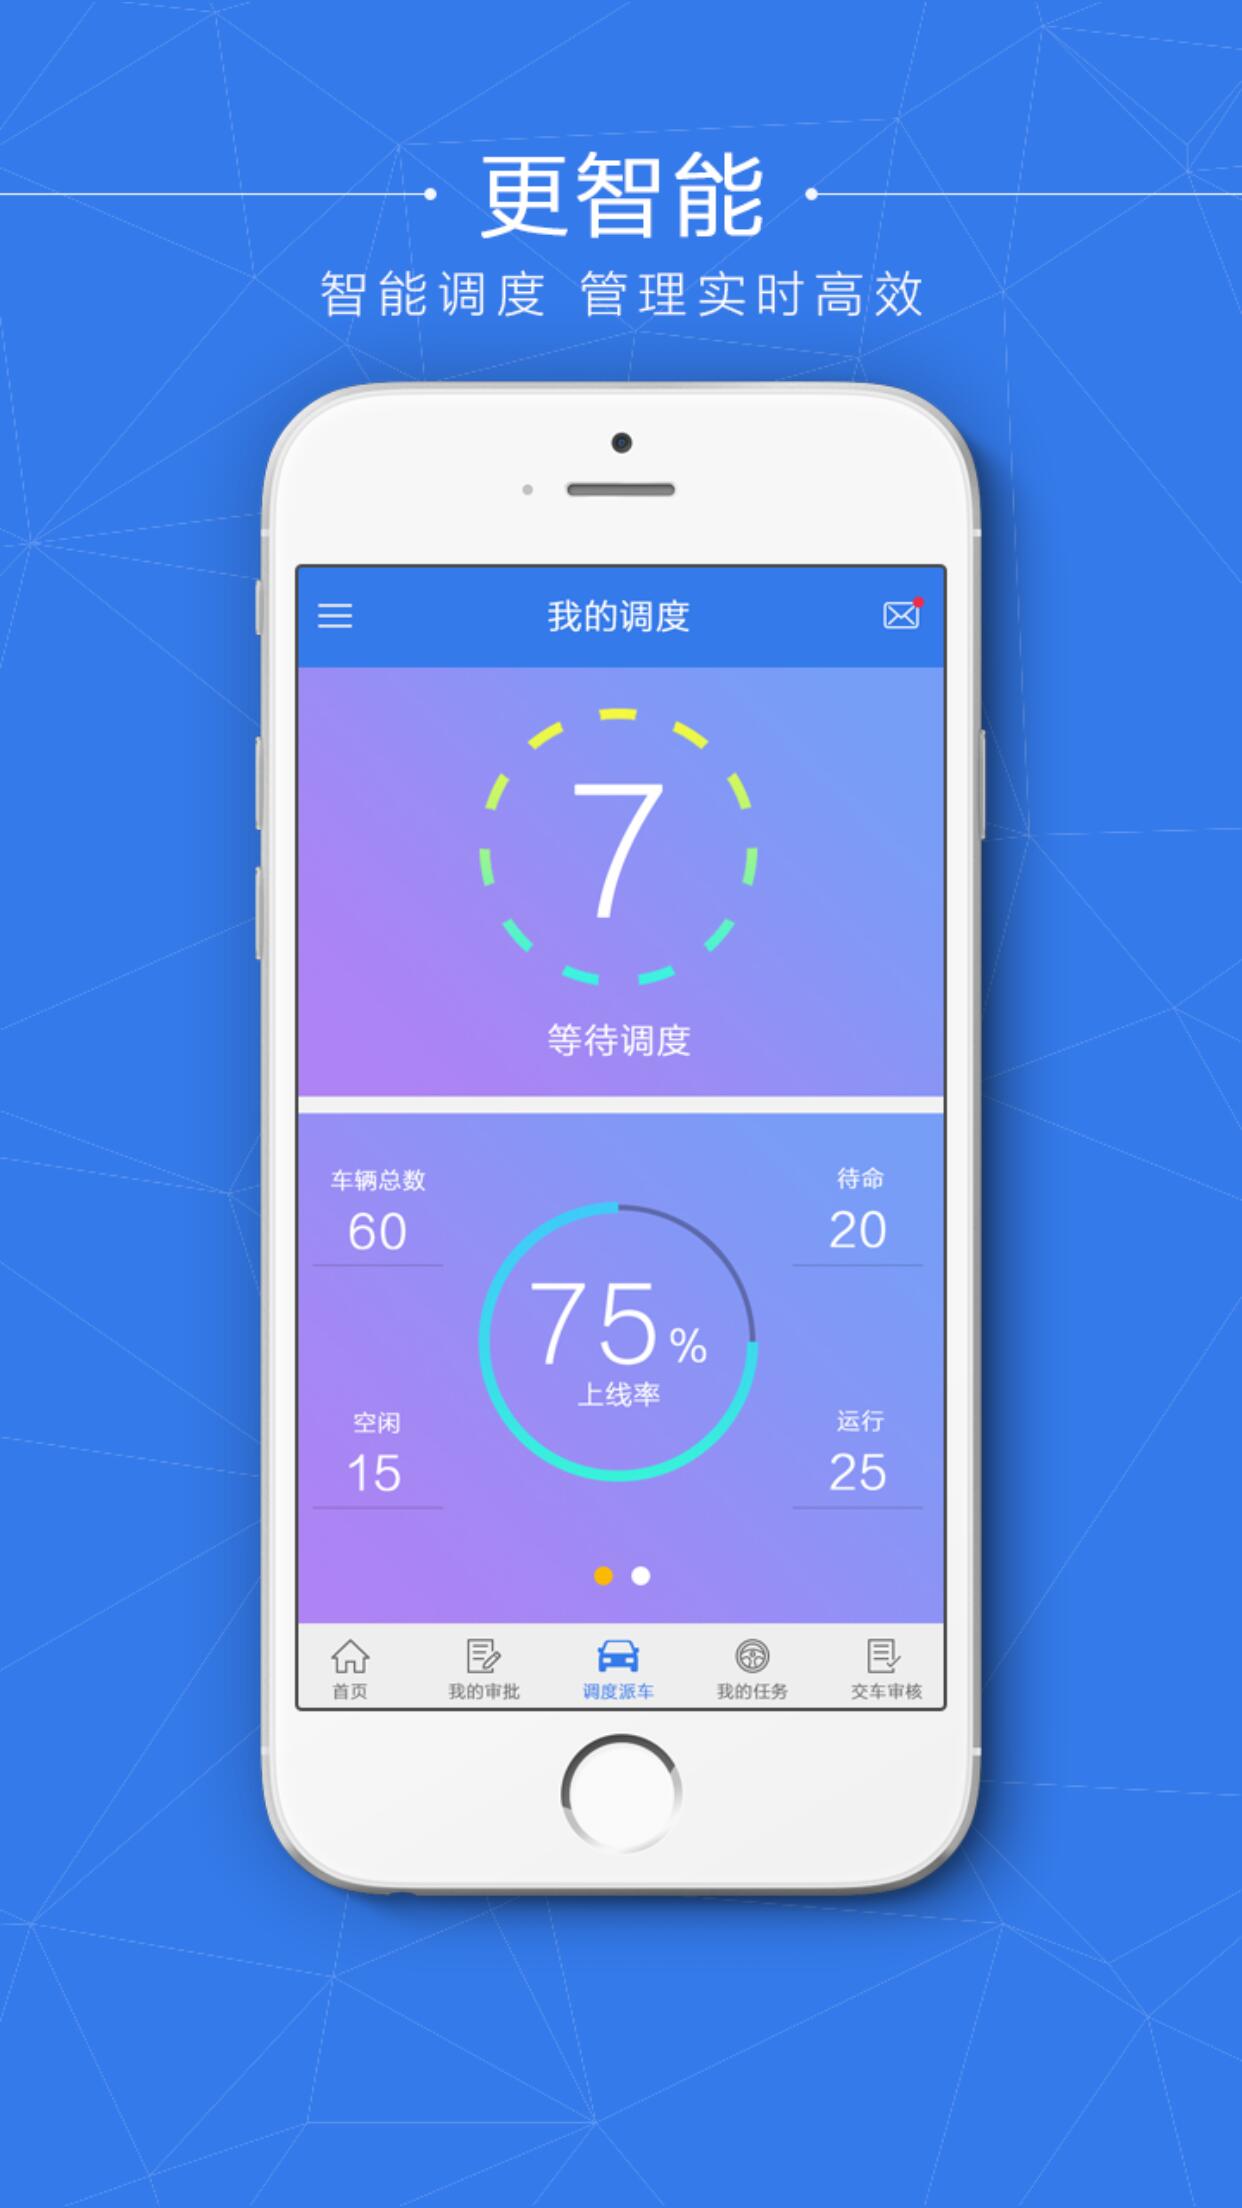 更智能
智能调度 管理实时高效
我的调度
7
等待调度
车辆总数
60
待命
20
75%
上线率
空闲
15
运行
25
首页 我的审批 调度派车 我的任务 交车审核